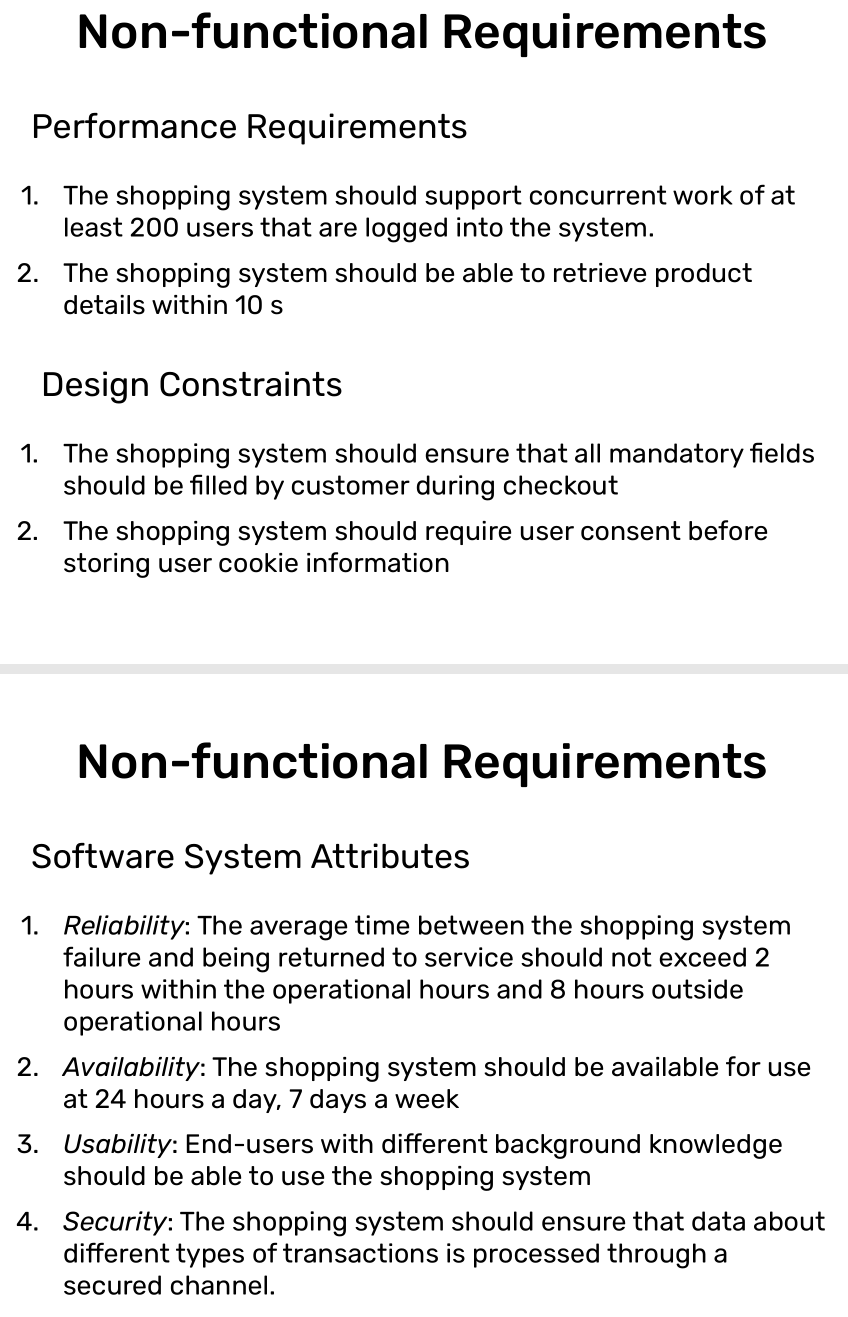 Non-functional Requirements
Performance Requirements
1. The shopping system should support concurrent work of at
least 200 users that are logged into the system.
2. The shopping system should be able to retrieve product
details within 10 s
Design Constraints
1. The shopping system should ensure that all mandatory fields
should be filled by customer during checkout
2. The shopping system should require user consent before
storing user cookie information
Non-functional Requirements
Software System Attributes
1. Reliability: The average time between the shopping system
failure and being returned to service should not exceed 2
hours within the operational hours and 8 hours outside
operational hours
2. Availability: The shopping system should be available for use
at 24 hours a day, 7 days a week
3. Usability: End-users with different background knowledge
should be able to use the shopping system
4. Security: The shopping system should ensure that data about
different types of transactions is processed through a
secured channel.